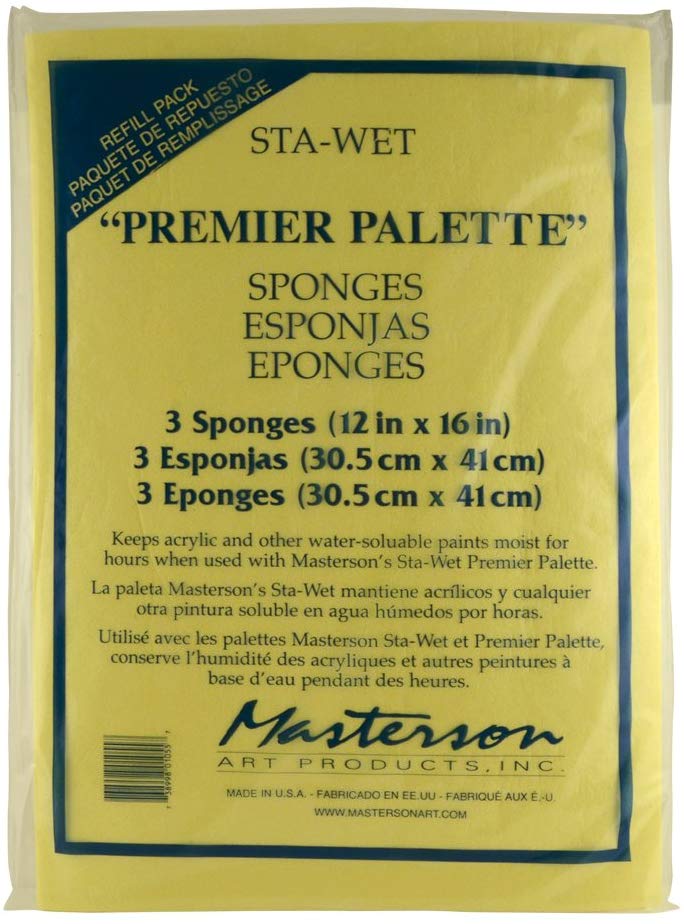 REFILL PACK
PAQUETE DE REPUESTO
PAQUET DE REMPLISSAGE
STA-WET
“PREMIER PALETTE”
SPONGES
ESPONJAS
EPONGES
3 Sponges (12 in x 16 in)
3 Esponjas (30.5 cm x 41 cm)
3 Eponges (30.5 cm x 41 cm)
Keeps acrylic and other water-soluable paints moist for
hours when used with Masterson's Sta-Wet Premier Palette.
La paleta Masterson's Sta-Wet mantiene acrílicos y cualquier
otra pintura soluble en agua húmedos por horas.
Utilisé avec les palettes Masterson Sta-Wet et Premier Palette,
conserve l'humidité des acryliques et autres peintures à
base d'eau pendant des heures.
Masterson
ART PRODUCTS, INC.
MADE IN U.S.A. - FABRICADO EN EE.UU - FABRIQUÉ AUX É.-U.
WWW.MASTERSONART.COM
7 58998 01055 7